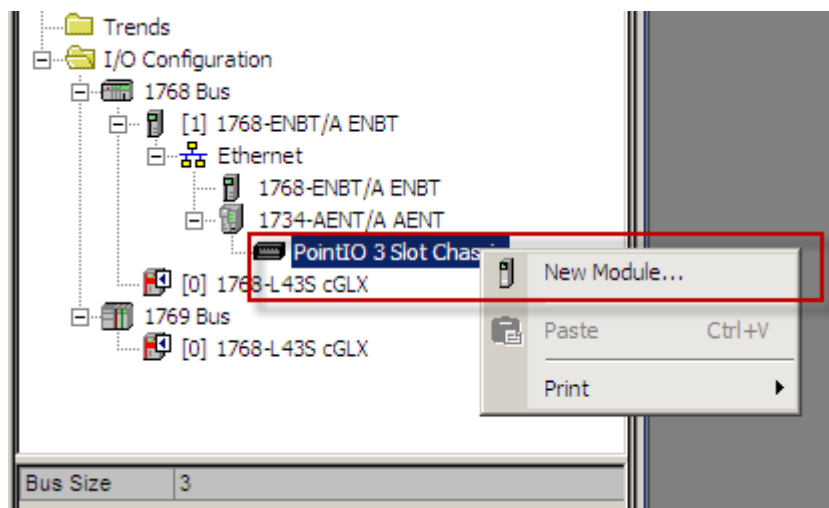 Trends
I/O Configuration
1768 Bus
[1] 1768-ENBT/A ENBT
Ethernet
1768-ENBT/A ENBT
1734-AENT/A AENT
PointIO 3 Slot Chas
New Module...
[0] 1768-L43S cGLX
1769 Bus
Paste Ctrl+V
[0] 1768-L43S cGLX
Print
Bus Size 3